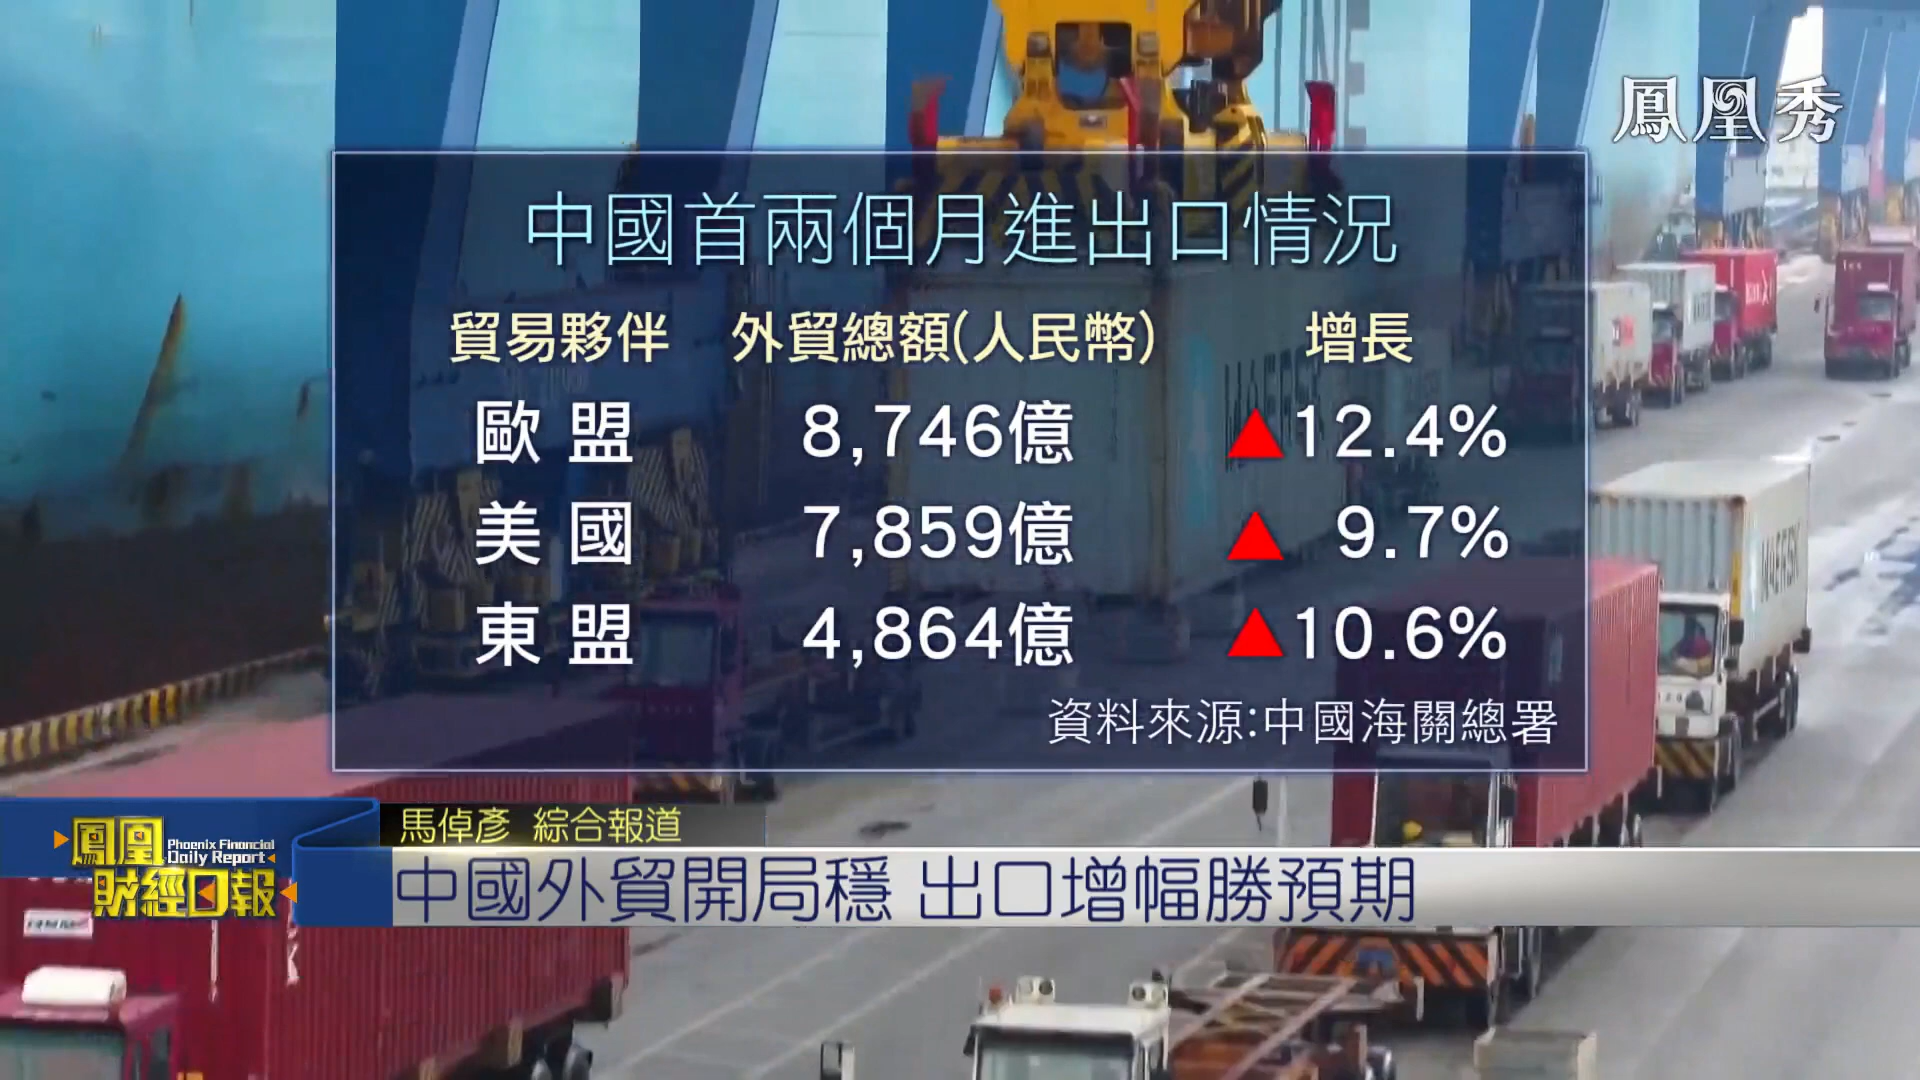 鳳凰秀
中國首兩個月進出口情況
貿易夥伴 外貿總額(人民幣) 增長
歐盟 8,746億 ▲12.4%
美國 7,859億 ▲9.7%
東盟 4,864億 ▲10.6%
資料來源:中國海關總署
馬倬彥 綜合報道
鳳凰 Phoenix Financial
Daily Report
財經日報
中國外貿開局穩 出口增幅勝預期
MAERSK
MAERSK